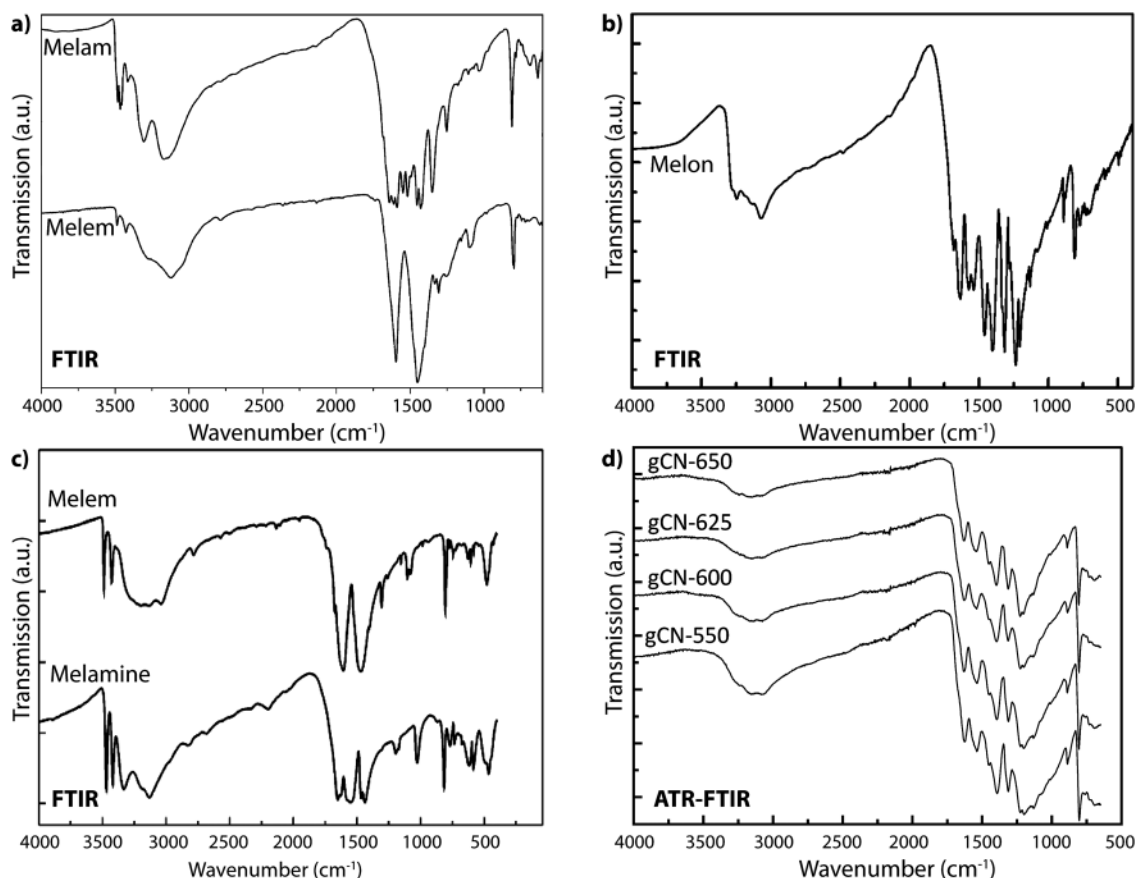 a)
Melam
Melem
FTIR
Transmission (a.u.)
4000 3500 3000 2500 2000 1500 1000
Wavenumber (cm⁻¹)
b)
Melon
FTIR
Transmission (a.u.)
4000 3500 3000 2500 2000 1500 1000 500
Wavenumber (cm⁻¹)
c)
Melem
Melamine
FTIR
Transmission (a.u.)
4000 3500 3000 2500 2000 1500 1000 500
Wavenumber (cm⁻¹)
d)
gCN-650
gCN-625
gCN-600
gCN-550
ATR-FTIR
Transmission (a.u.)
4000 3500 3000 2500 2000 1500 1000 500
Wavenumber (cm⁻¹)